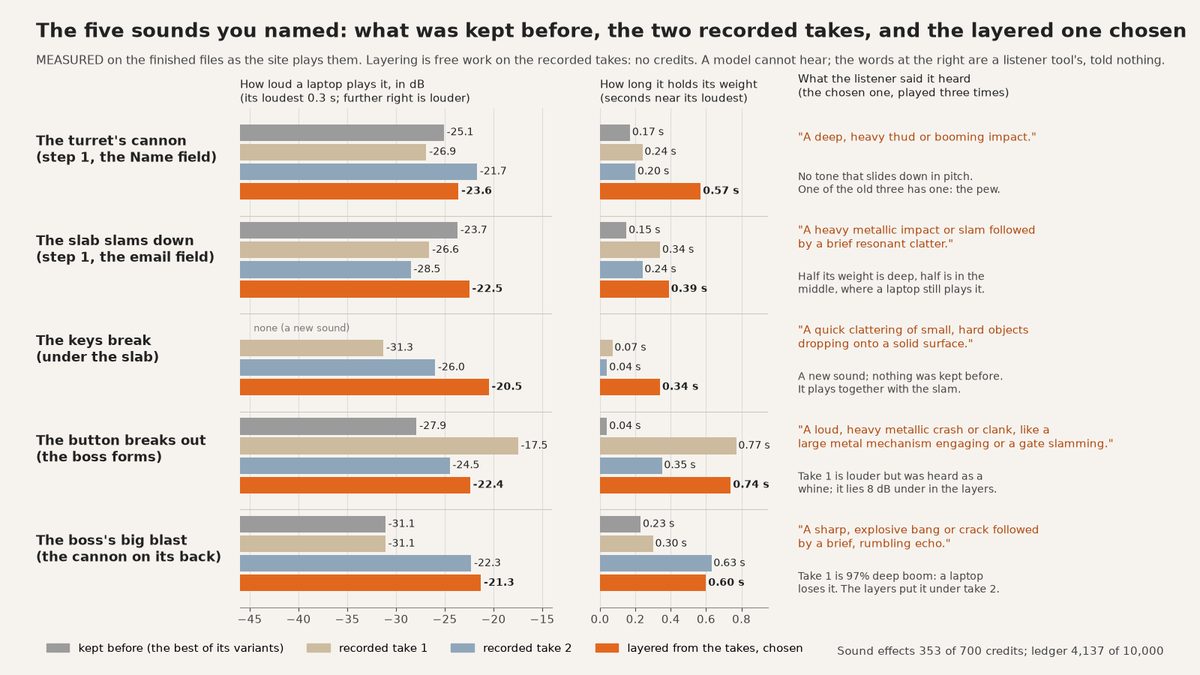 The five sounds you named: what was kept before, the two recorded takes, and the layered one chosen
MEASURED on the finished files as the site plays them. Layering is free work on the recorded takes: no credits. A model cannot hear; the words at the right are a listener tool's, told nothing.
How loud a laptop plays it, in dB
(its loudest 0.3 s; further right is louder)
How long it holds its weight
(seconds near its loudest)
What the listener said it heard
(the chosen one, played three times)
The turret's cannon
(step 1, the Name field)
-25.1
-26.9
-21.7
-23.6
0.17 s
0.24 s
0.20 s
0.57 s
"A deep, heavy thud or booming impact."
No tone that slides down in pitch.
One of the old three has one: the pew.
The slab slams down
(step 1, the email field)
-23.7
-26.6
-28.5
-22.5
0.15 s
0.34 s
0.24 s
0.39 s
"A heavy metallic impact or slam followed
by a brief resonant clatter."
Half its weight is deep, half is in the
middle, where a laptop still plays it.
The keys break
(under the slab)
none (a new sound)
-31.3
-26.0
-20.5
0.07 s
0.04 s
0.34 s
"A quick clattering of small, hard objects
dropping onto a solid surface."
A new sound; nothing was kept before.
It plays together with the slam.
The button breaks out
(the boss forms)
-27.9
-17.5
-24.5
-22.4
0.04 s
0.77 s
0.35 s
0.74 s
"A loud, heavy metallic crash or clank, like a
large metal mechanism engaging or a gate slamming."
Take 1 is louder but was heard as a
whine; it lies 8 dB under in the layers.
The boss's big blast
(the cannon on its back)
-31.1
-31.1
-22.3
-21.3
0.23 s
0.30 s
0.63 s
0.60 s
"A sharp, explosive bang or crack followed
by a brief, rumbling echo."
Take 1 is 97% deep boom: a laptop
loses it. The layers put it under take 2.
−45 −40 −35 −30 −25 −20 −15
0.0 0.2 0.4 0.6 0.8
kept before (the best of its variants)
recorded take 1
recorded take 2
layered from the takes, chosen
Sound effects 353 of 700 credits; ledger 4,137 of 10,000